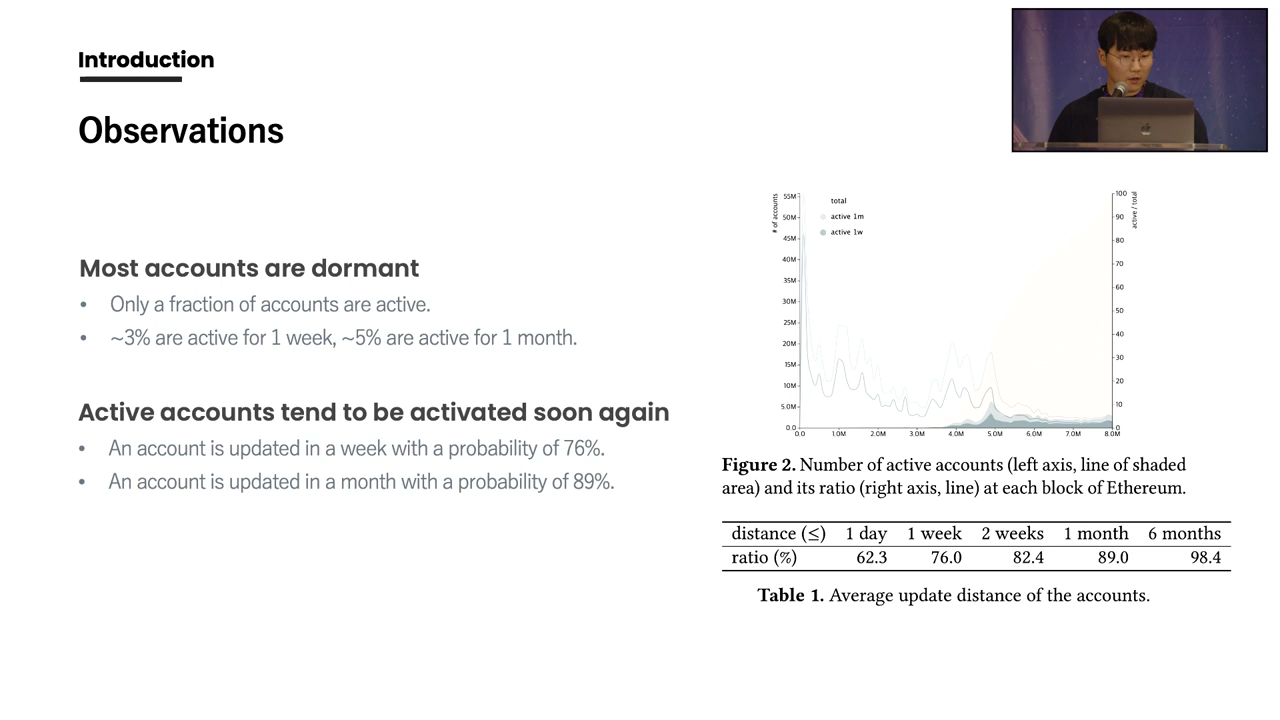 Introduction
Observations
Most accounts are dormant
• Only a fraction of accounts are active.
• ~3% are active for 1 week, ~5% are active for 1 month.
Active accounts tend to be activated soon again
• An account is updated in a week with a probability of 76%.
• An account is updated in a month with a probability of 89%.
# of accounts
55M
50M
45M
40M
35M
30M
25M
20M
15M
10M
5.0M
0.0
total
active 1m
active 1w
100
90
80
70
60
50
40
30
20
10
0
active / total
0.0 1.0M 2.0M 3.0M 4.0M 5.0M 6.0M 7.0M 8.0M
Figure 2. Number of active accounts (left axis, line of shaded
area) and its ratio (right axis, line) at each block of Ethereum.
distance (≤) 1 day 1 week 2 weeks 1 month 6 months
ratio (%) 62.3 76.0 82.4 89.0 98.4
Table 1. Average update distance of the accounts.